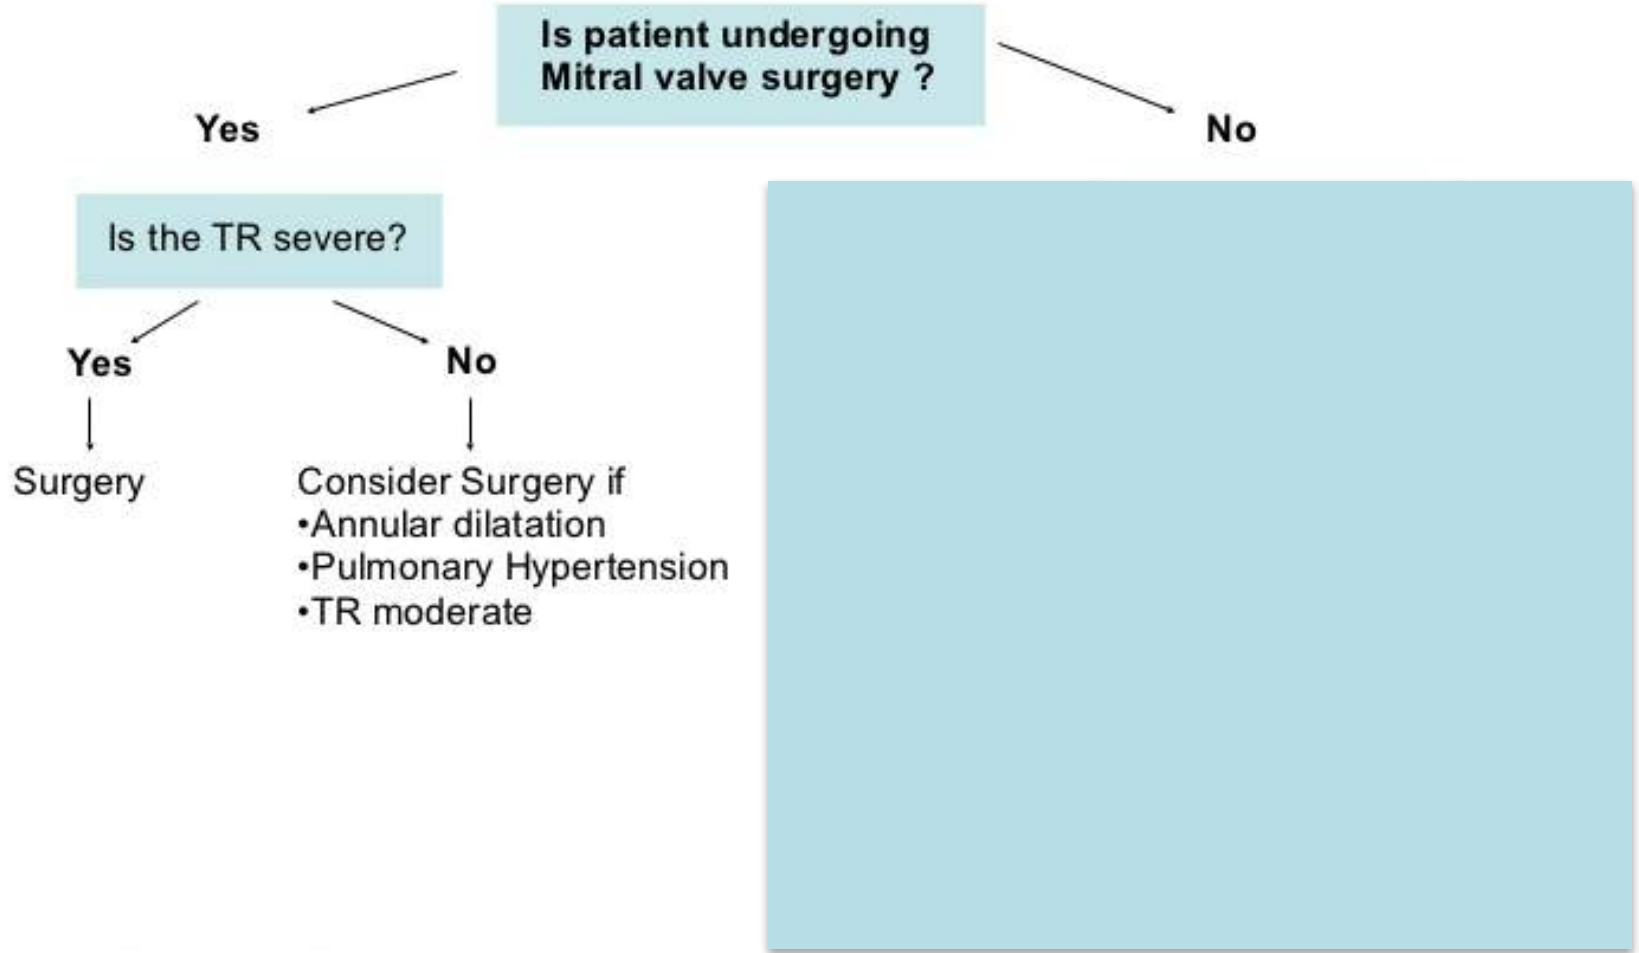 Is patient undergoing
Mitral valve surgery ?
Yes
No
Is the TR severe?
Yes
No
Surgery
Consider Surgery if
•Annular dilatation
•Pulmonary Hypertension
•TR moderate